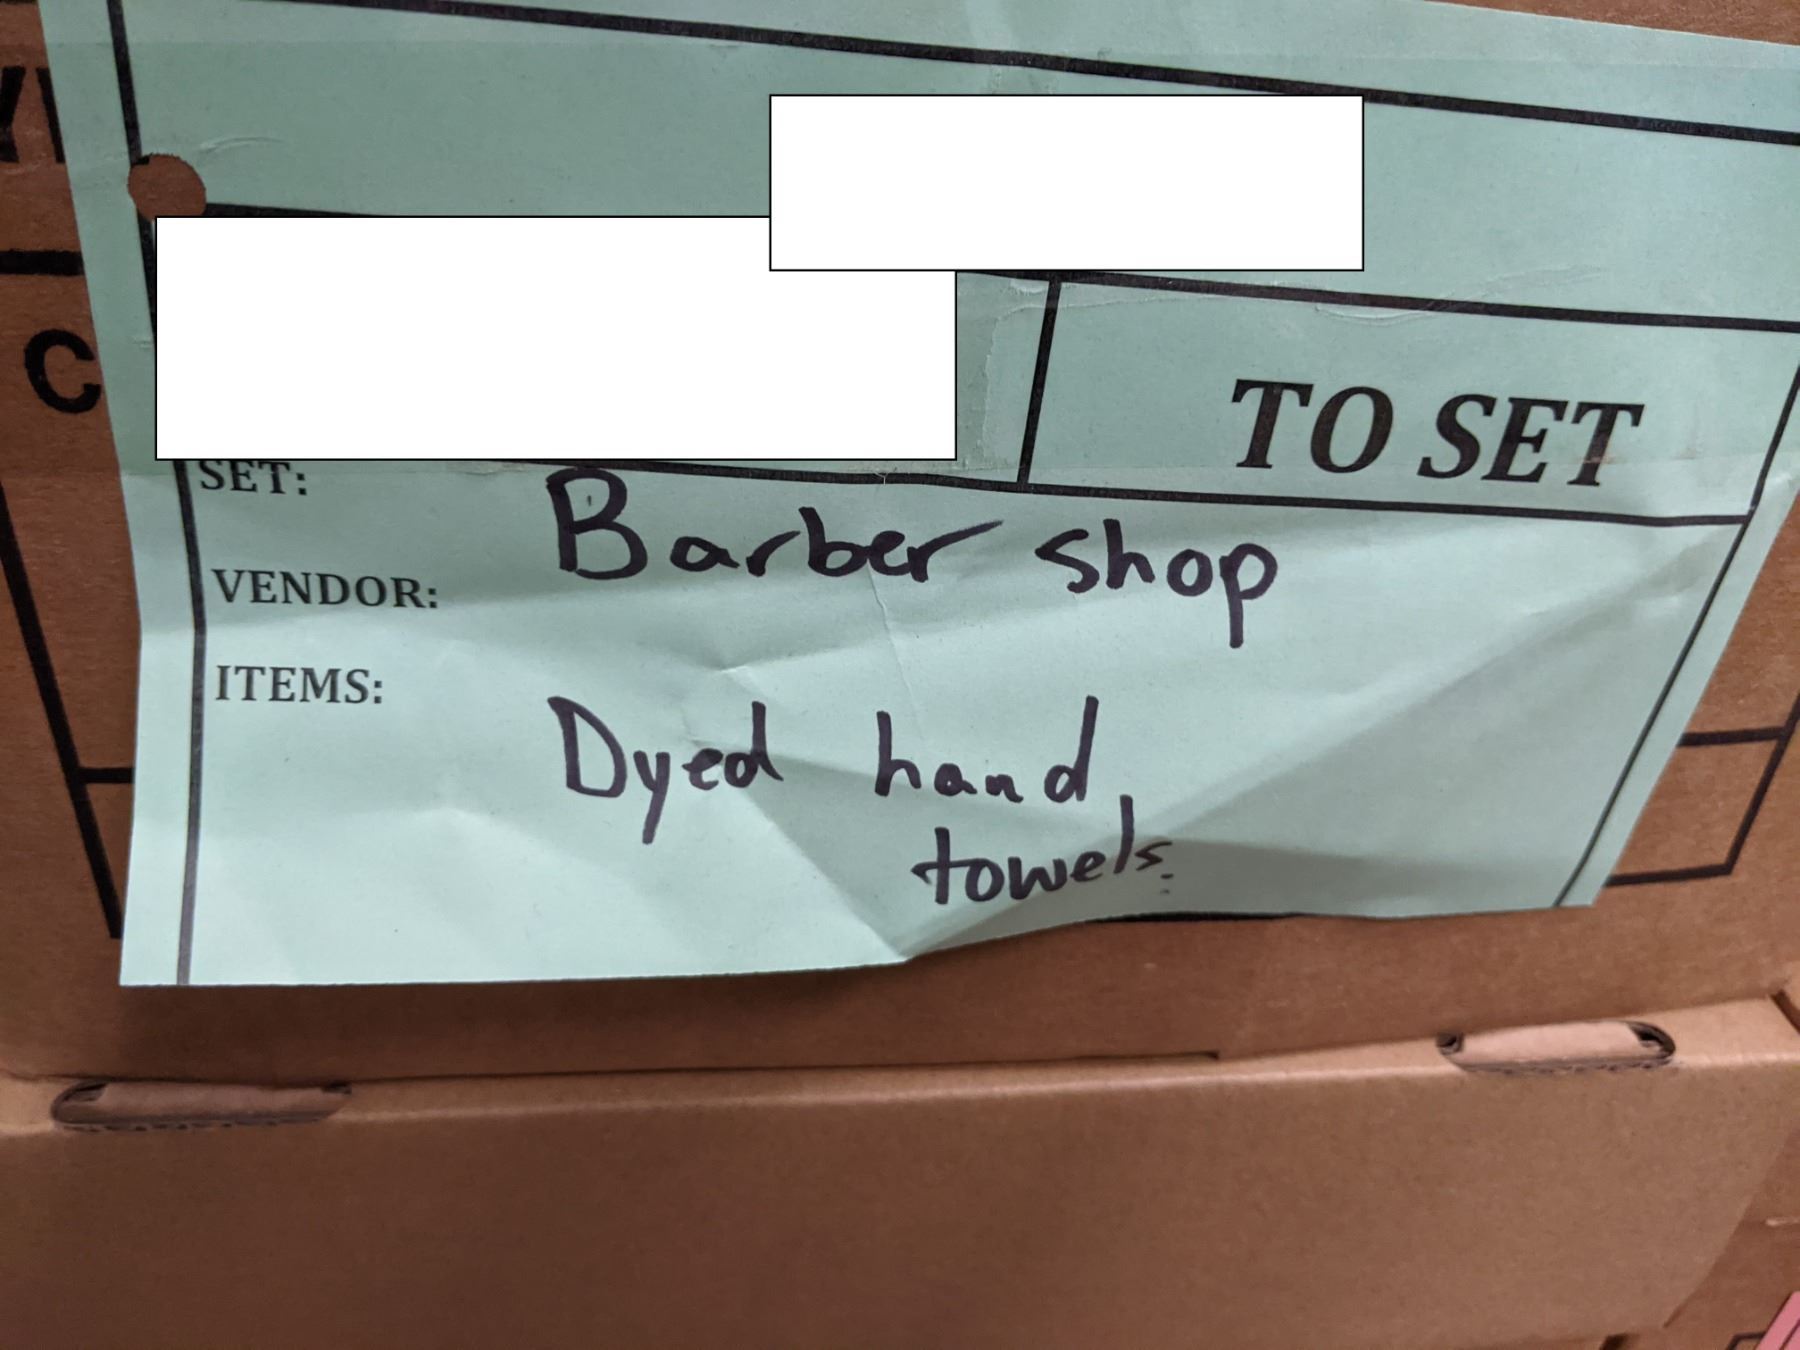 C
TO SET
SET: Barber shop
VENDOR:
ITEMS: Dyed hand
towels